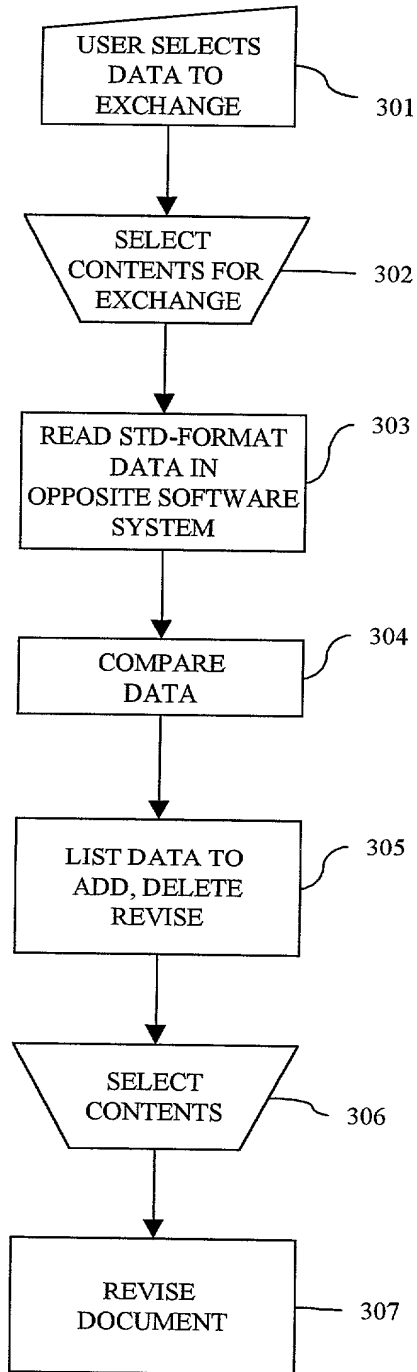 USER SELECTS
DATA TO
EXCHANGE
301
SELECT
CONTENTS FOR
EXCHANGE
302
READ STD-FORMAT
DATA IN
OPPOSITE SOFTWARE
SYSTEM
303
COMPARE
DATA
304
LIST DATA TO
ADD, DELETE
REVISE
305
SELECT
CONTENTS
306
REVISE
DOCUMENT
307